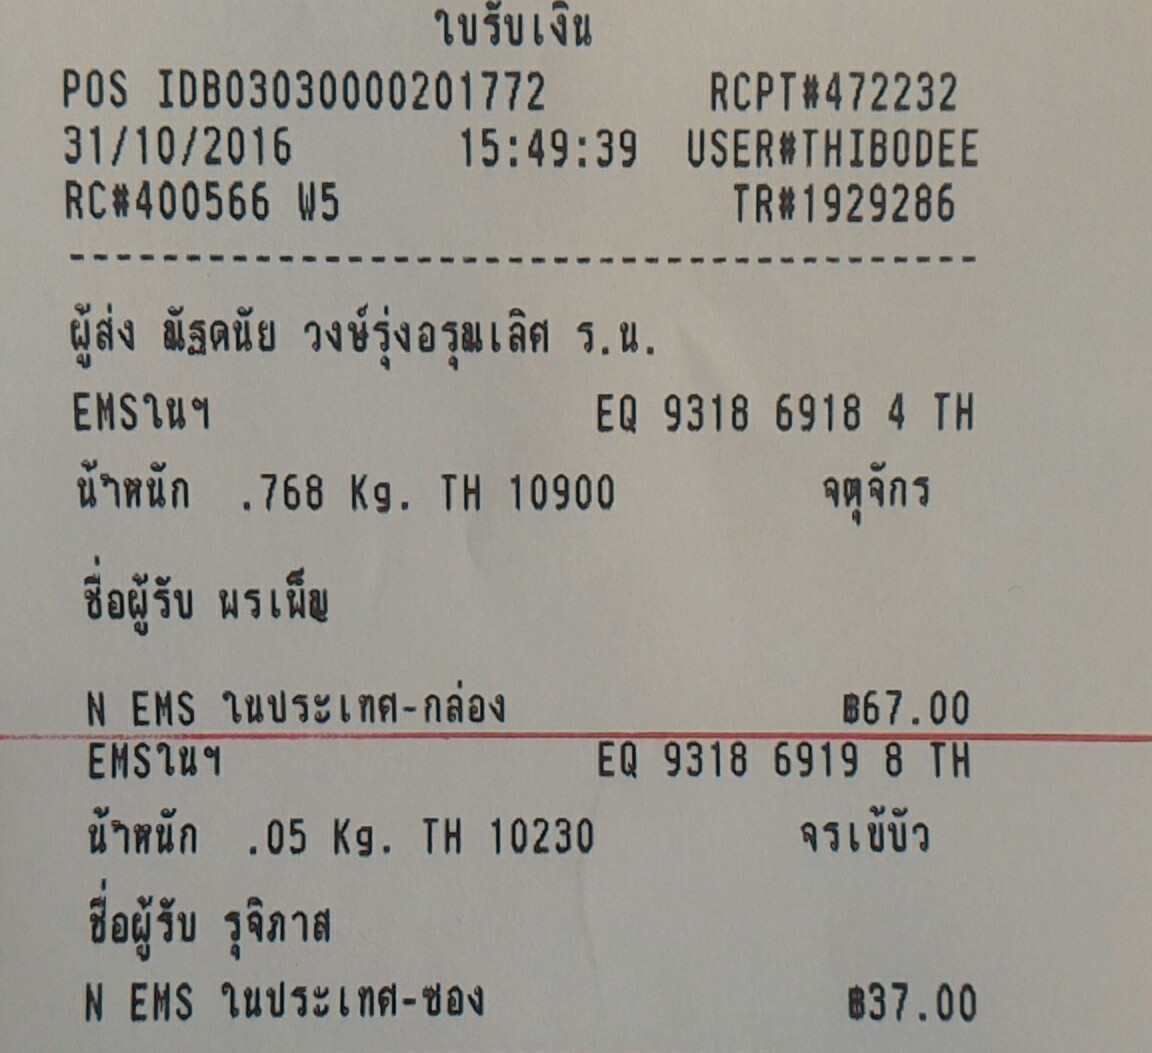 ใบรับเงิน
POS IDB03030000201772 RCPT#472232
31/10/2016 15:49:39 USER#THIBODEE
RC#400566 W5 TR#1929286
---------------------------------------
ผู้ส่ง ณัฐดนัย วงษ์รุ่งอรุณเลิศ ร.น.
EMSในฯ EQ 9318 6918 4 TH
น้ำหนัก .768 Kg. TH 10900 จตุจักร
ชื่อผู้รับ พรเพ็ญ
N EMS ในประเทศ-กล่อง ฿67.00
EMSในฯ EQ 9318 6919 8 TH
น้ำหนัก .05 Kg. TH 10230 จรเข้บัว
ชื่อผู้รับ รุจิภาส
N EMS ในประเทศ-ซอง ฿37.00